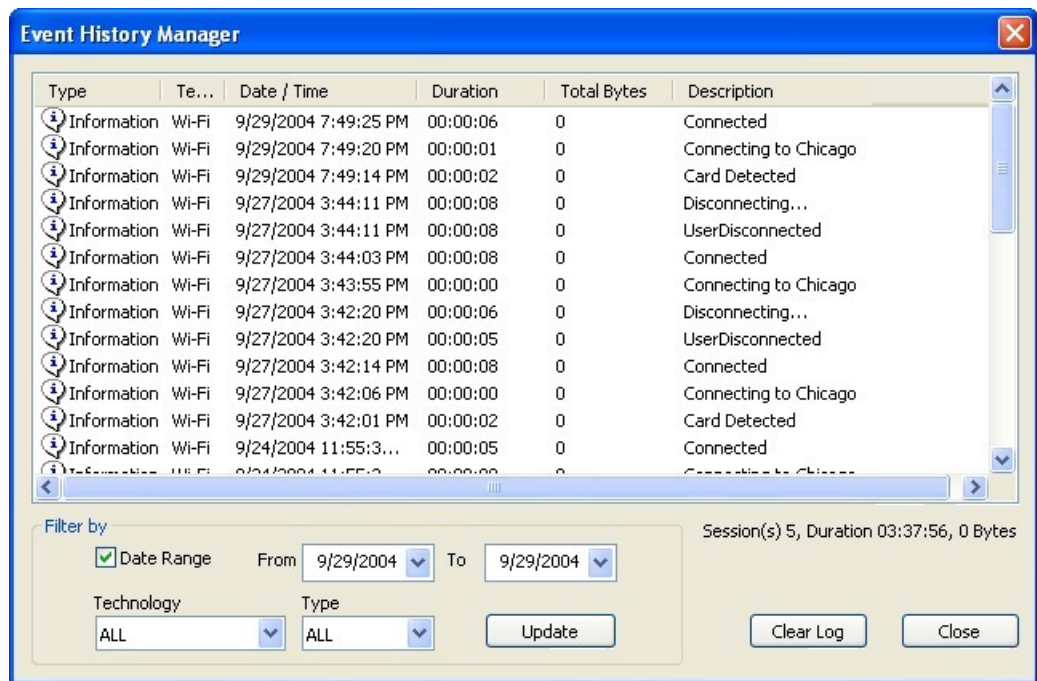 Event History Manager
Type Te... Date / Time Duration Total Bytes Description
Information Wi-Fi 9/29/2004 7:49:25 PM 00:00:06 0 Connected
Information Wi-Fi 9/29/2004 7:49:20 PM 00:00:01 0 Connecting to Chicago
Information Wi-Fi 9/29/2004 7:49:14 PM 00:00:02 0 Card Detected
Information Wi-Fi 9/27/2004 3:44:11 PM 00:00:08 0 Disconnecting...
Information Wi-Fi 9/27/2004 3:44:11 PM 00:00:08 0 UserDisconnected
Information Wi-Fi 9/27/2004 3:44:03 PM 00:00:08 0 Connected
Information Wi-Fi 9/27/2004 3:43:55 PM 00:00:00 0 Connecting to Chicago
Information Wi-Fi 9/27/2004 3:42:20 PM 00:00:06 0 Disconnecting...
Information Wi-Fi 9/27/2004 3:42:20 PM 00:00:05 0 UserDisconnected
Information Wi-Fi 9/27/2004 3:42:14 PM 00:00:08 0 Connected
Information Wi-Fi 9/27/2004 3:42:06 PM 00:00:00 0 Connecting to Chicago
Information Wi-Fi 9/27/2004 3:42:01 PM 00:00:02 0 Card Detected
Information Wi-Fi 9/24/2004 11:55:3... 00:00:05 0 Connected
Filter by
Session(s) 5, Duration 03:37:56, 0 Bytes
Date Range From 9/29/2004 To 9/29/2004
Technology Type
ALL ALL Update Clear Log Close